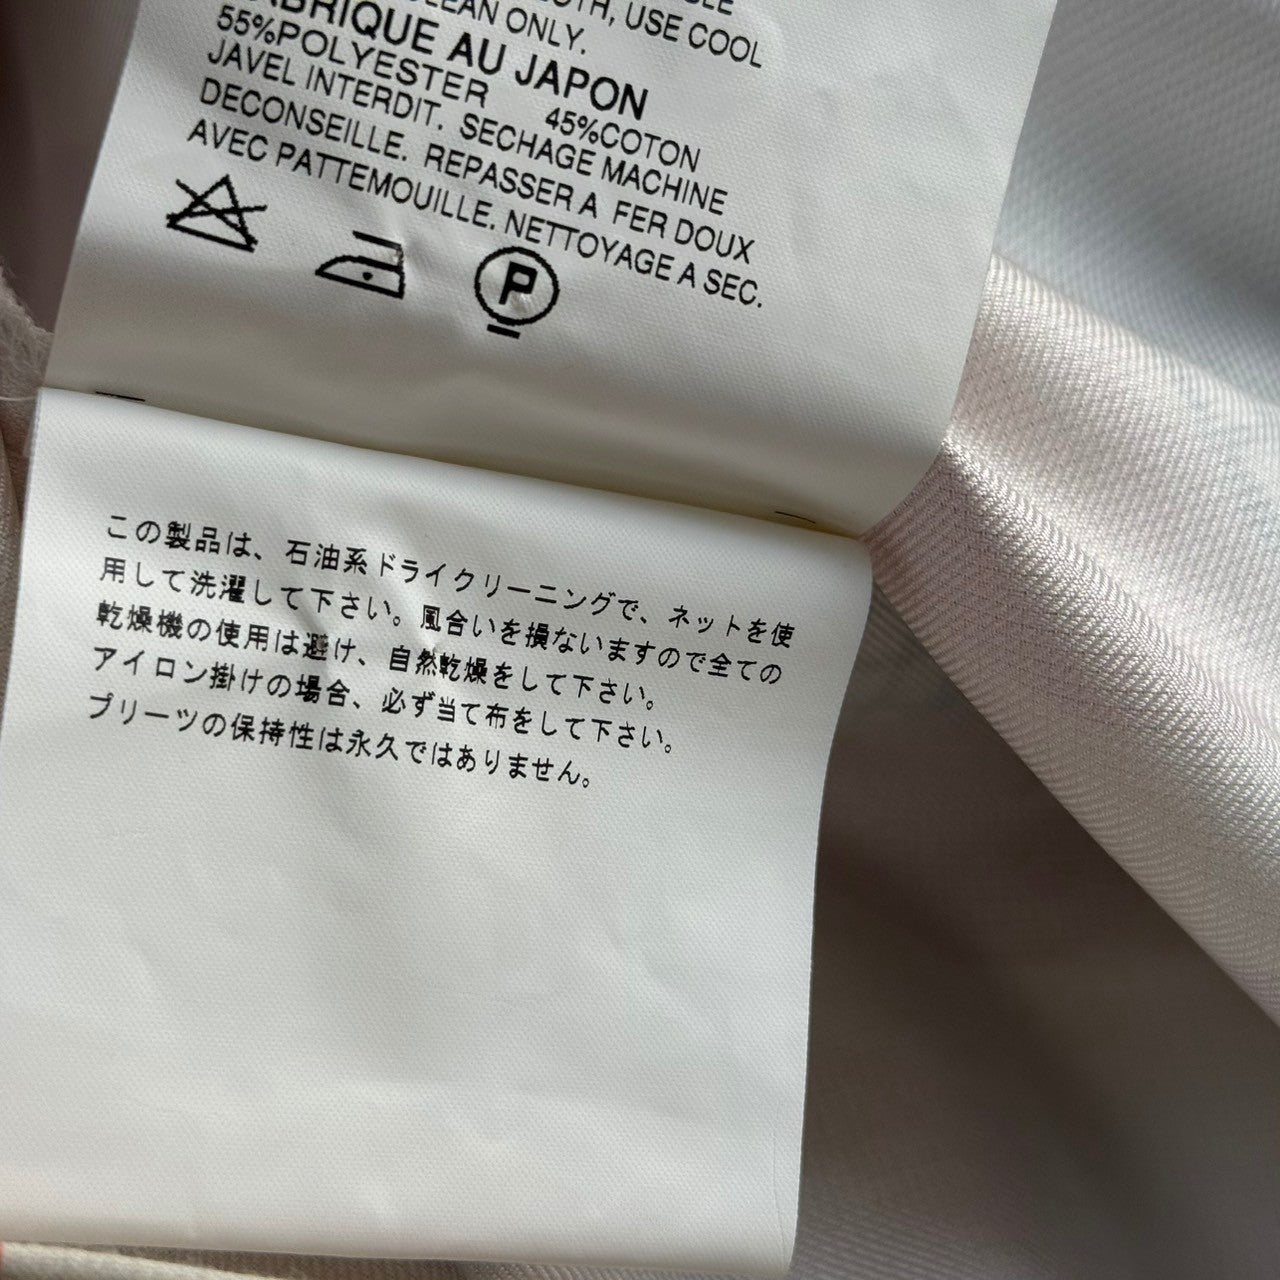 USE COOL
CLEAN ONLY.
FABRIQUE AU JAPON
55%POLYESTER 45%COTON
JAVEL INTERDIT. SECHAGE MACHINE
DECONSEILLE. REPASSER A FER DOUX
AVEC PATTEMOUILLE. NETTOYAGE A SEC.
P
この製品は、石油系ドライクリーニングで、ネットを使
用して洗濯して下さい。風合いを損ないますので全ての
乾燥機の使用は避け、自然乾燥をして下さい。
アイロン掛けの場合、必ず当て布をして下さい。
プリーツの保持性は永久ではありません。